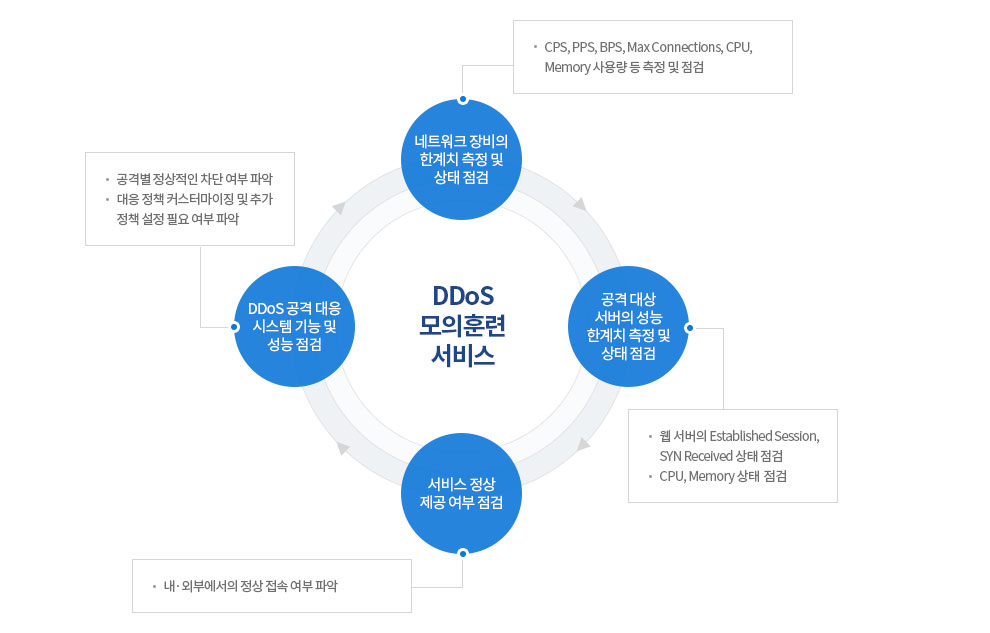 CPS, PPS, BPS, Max Connections, CPU,
Memory 사용량 등 측정 및 점검
네트워크 장비의
한계치 측정 및
상태 점검
공격별 정상적인 차단 여부 파악
대응 정책 커스터마이징 및 추가
정책 설정 필요 여부 파악
DDoS 공격 대응
시스템 기능 및
성능 점검
DDoS
모의훈련
서비스
공격 대상
서버의 성능
한계치 측정 및
상태 점검
웹 서버의 Established Session,
SYN Received 상태 점검
CPU, Memory 상태 점검
서비스 정상
제공 여부 점검
내·외부에서의 정상 접속 여부 파악